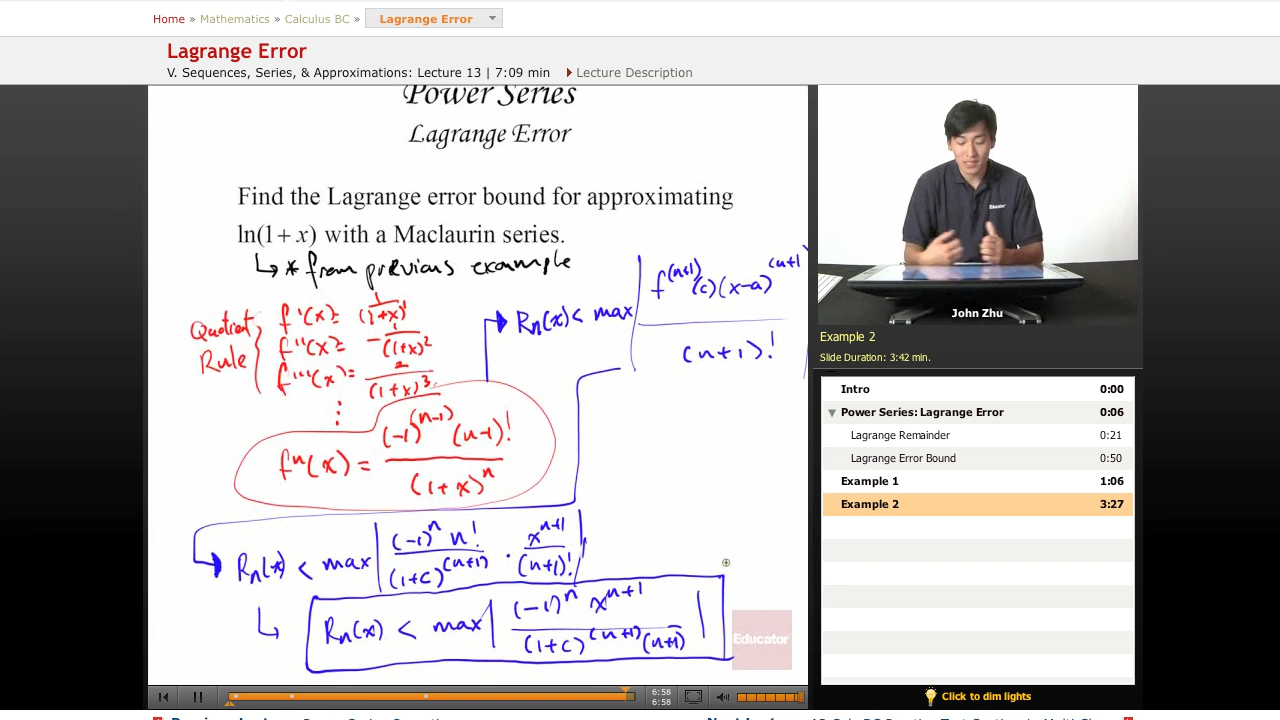 Home » Mathematics » Calculus BC » Lagrange Error
Lagrange Error
V. Sequences, Series, & Approximations: Lecture 13 | 7:09 min Lecture Description
Power Series
Lagrange Error
Find the Lagrange error bound for approximating
ln(1 + x) with a Maclaurin series.
↳ * from previous example
Quotient Rule { f'(x) = 1/(1+x)¹
f''(x) = -1/(1+x)²
f'''(x) = 2/(1+x)³
⋮
fⁿ(x) = (-1)^(n-1) (n-1)! / (1+x)ⁿ
Rn(x) < max | f^(n+1)(c)(x-a)^(n+1) / (n+1)! |
Rn(x) < max | (-1)ⁿ n! / (1+c)^(n+1) · x^(n+1) / (n+1)! |
↳ Rn(x) < max | (-1)ⁿ x^(n+1) / (1+c)^(n+1) (n+1) |
Educator
6:58
6:58
Educator
John Zhu
Example 2
Slide Duration: 3:42 min.
Intro 0:00
Power Series: Lagrange Error 0:06
Lagrange Remainder 0:21
Lagrange Error Bound 0:50
Example 1 1:06
Example 2 3:27
Click to dim lights